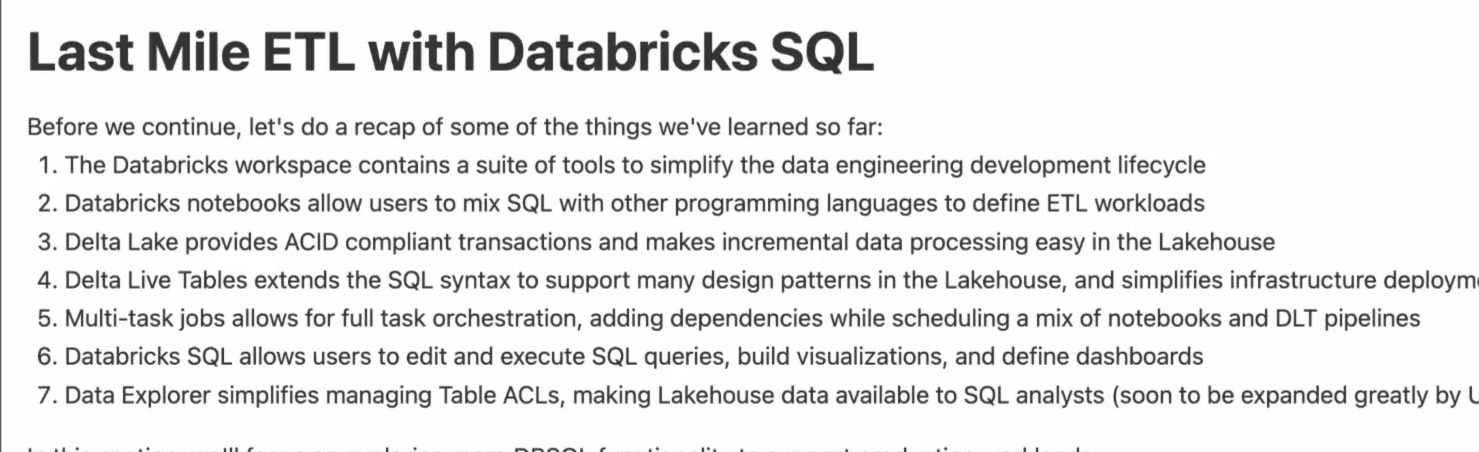 Last Mile ETL with Databricks SQL
Before we continue, let's do a recap of some of the things we've learned so far:
1. The Databricks workspace contains a suite of tools to simplify the data engineering development lifecycle
2. Databricks notebooks allow users to mix SQL with other programming languages to define ETL workloads
3. Delta Lake provides ACID compliant transactions and makes incremental data processing easy in the Lakehouse
4. Delta Live Tables extends the SQL syntax to support many design patterns in the Lakehouse, and simplifies infrastructure
5. Multi-task jobs allows for full task orchestration, adding dependencies while scheduling a mix of notebooks and DLT pipelines
6. Databricks SQL allows users to edit and execute SQL queries, build visualizations, and define dashboards
7. Data Explorer simplifies managing Table ACLs, making Lakehouse data available to SQL analysts (soon to be expanded greatly by